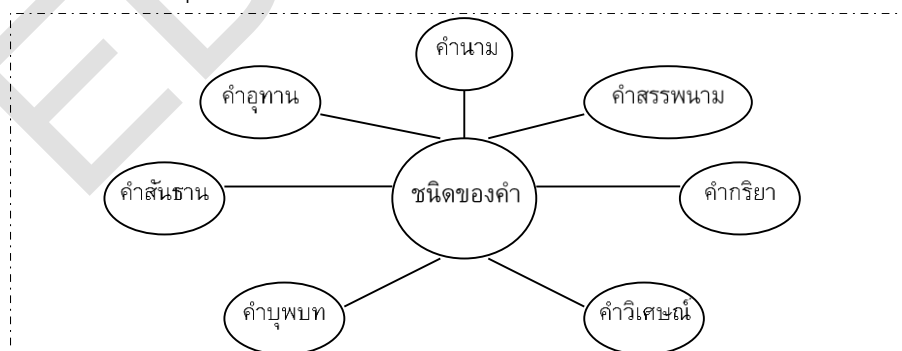 คำนาม
คำอุทาน
คำสรรพนาม
คำสันธาน
ชนิดของคำ
คำกริยา
คำบุพบท
คำวิเศษณ์